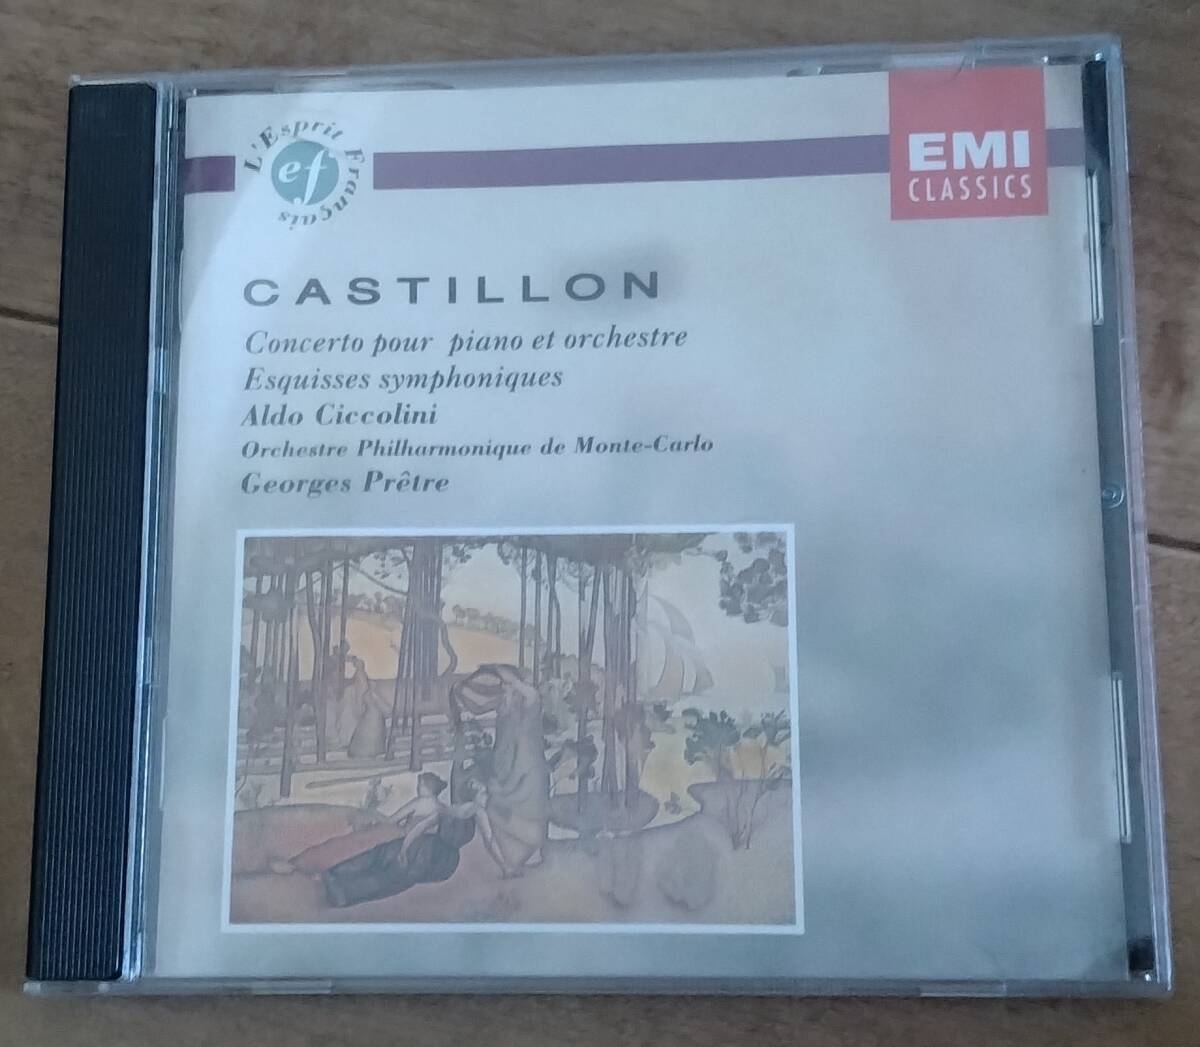 L'Esprit Français
ef
EMI
CLASSICS
CASTILLON
Concerto pour piano et orchestre
Esquisses symphoniques
Aldo Ciccolini
Orchestre Philharmonique de Monte-Carlo
Georges Prêtre